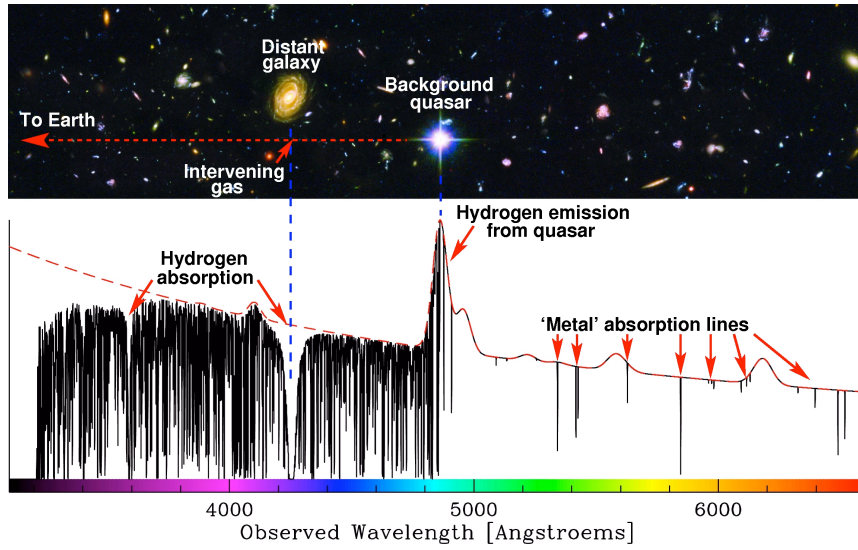 Distant
galaxy
Background
quasar
To Earth
Intervening
gas
Hydrogen emission
from quasar
Hydrogen
absorption
‘Metal’ absorption lines
4000 5000 6000
Observed Wavelength [Angstroems]